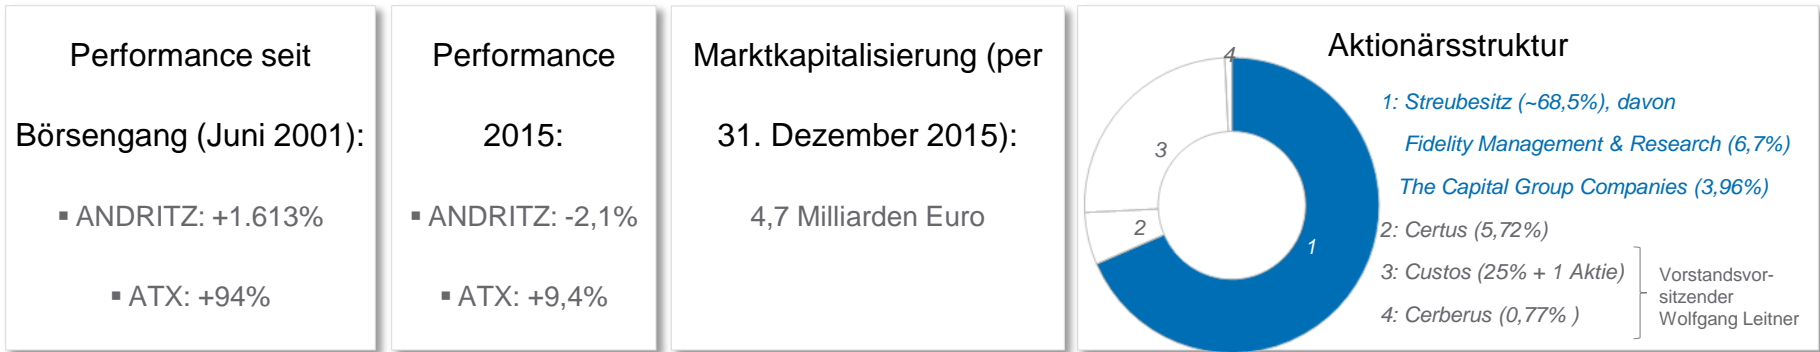 Performance seit
Börsengang (Juni 2001):
▪ ANDRITZ: +1.613%
▪ ATX: +94%
Performance
2015:
▪ ANDRITZ: -2,1%
▪ ATX: +9,4%
Marktkapitalisierung (per
31. Dezember 2015):
4,7 Milliarden Euro
Aktionärsstruktur
4
3
2
1
1: Streubesitz (~68,5%), davon
Fidelity Management & Research (6,7%)
The Capital Group Companies (3,96%)
2: Certus (5,72%)
3: Custos (25% + 1 Aktie)
4: Cerberus (0,77% )
Vorstandsvor-
sitzender
Wolfgang Leitner